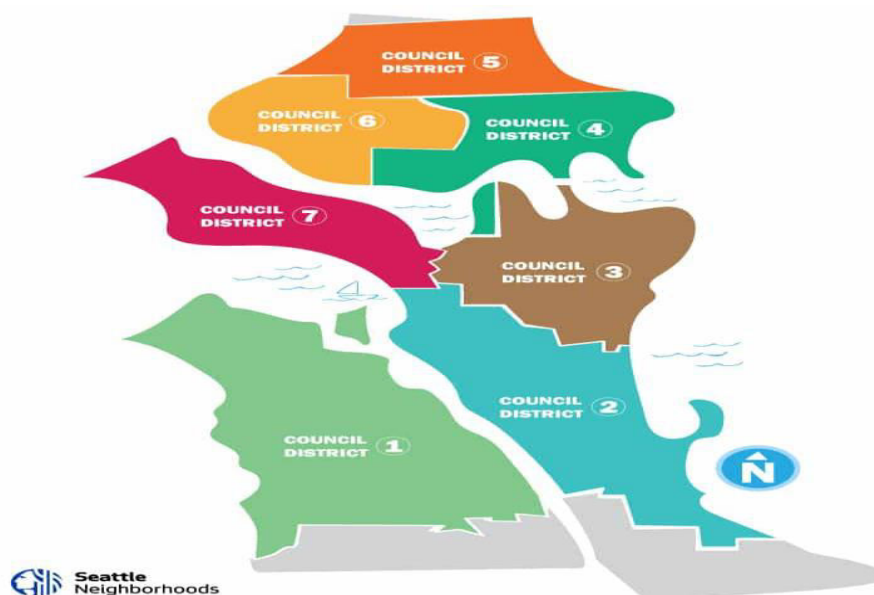 COUNCIL
DISTRICT 5
COUNCIL
DISTRICT 6
COUNCIL
DISTRICT 4
COUNCIL
DISTRICT 7
COUNCIL
DISTRICT 3
COUNCIL
DISTRICT 2
COUNCIL
DISTRICT 1
N
Seattle
Neighborhoods